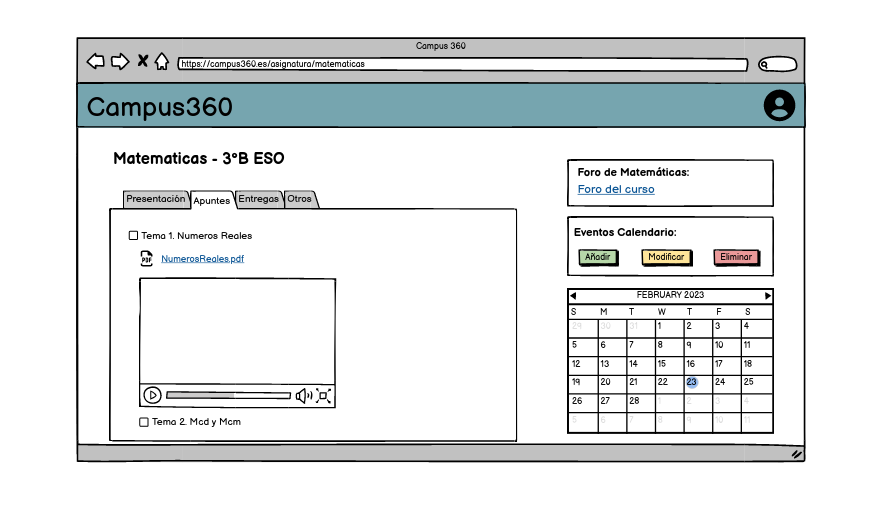 Campus 360
https://campus360.es/asignatura/matematicas
Campus360
Matematicas - 3ºB ESO
Presentación Apuntes Entregas Otros
Tema 1. Numeros Reales
PDF NumerosReales.pdf
Tema 2. Mcd y Mcm
Foro de Matemáticas:
Foro del curso
Eventos Calendario:
Añadir Modificar Eliminar
FEBRUARY 2023
S M T W T F S
29 30 31 1 2 3 4
5 6 7 8 9 10 11
12 13 14 15 16 17 18
19 20 21 22 23 24 25
26 27 28 1 2 3 4
5 6 7 8 9 10 11